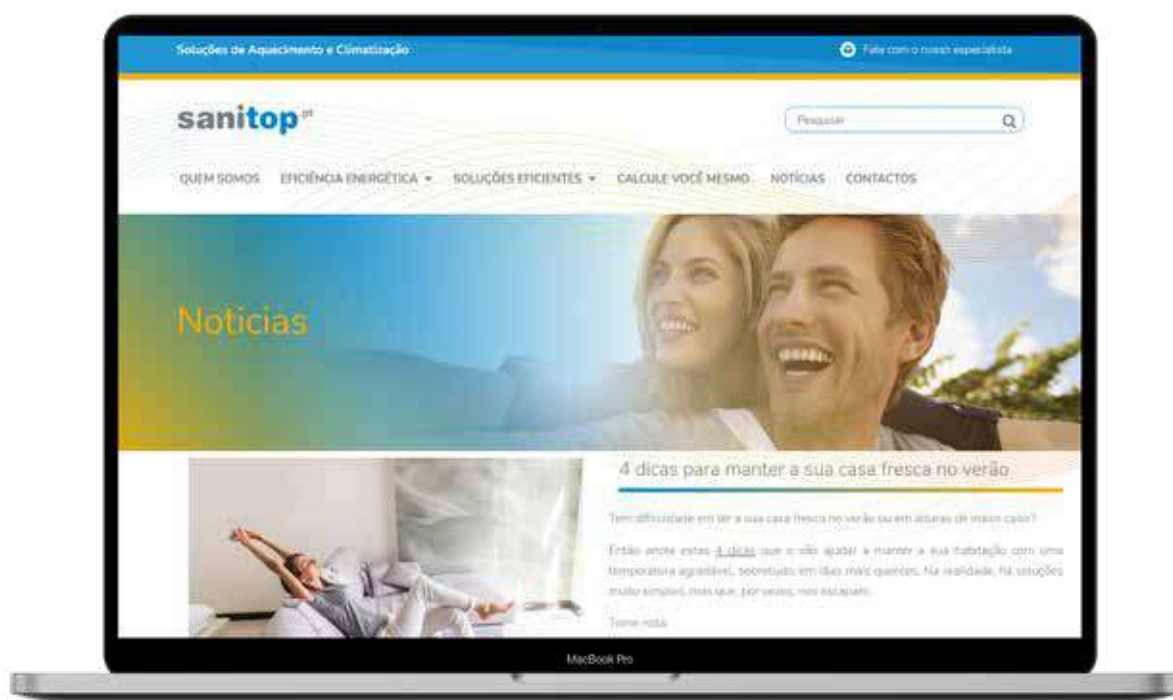 Soluções de Aquecimento e Climatização
Fale com o nosso especialista
sanitop.pt
Pesquisar
QUEM SOMOS EFICIÊNCIA ENERGÉTICA SOLUÇÕES EFICIENTES CALCULE VOCÊ MESMO NOTÍCIAS CONTACTOS
Noticias
4 dicas para manter a sua casa fresca no verão
Tem dificuldade em ter a sua casa fresca no verão ou em alturas de maior calor?
Então anote estas 4 dicas que o vão ajudar a manter a sua habitação com uma
temperatura agradável, sobretudo em dias mais quentes. Na realidade, há soluções
muito simples, mas que, por vezes, nos escapam.
Tome nota:
MacBook Pro